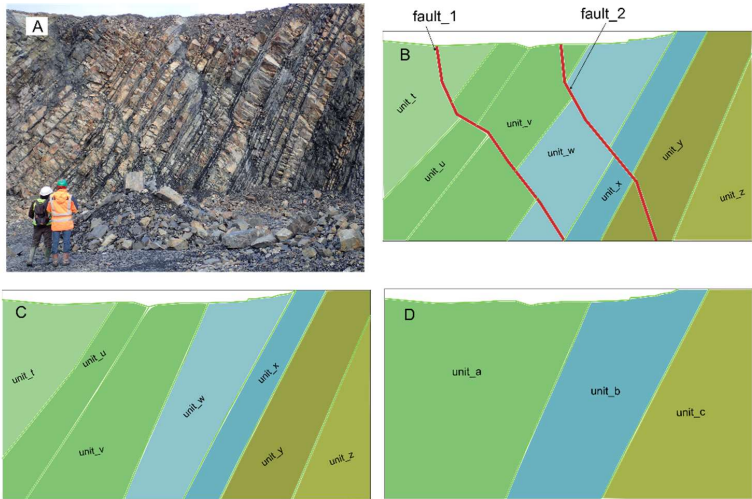 A
fault_1
fault_2
B
unit_t
unit_v
unit_u
unit_w
unit_x
unit_y
unit_z
C
unit_t
unit_u
unit_v
unit_w
unit_x
unit_y
unit_z
D
unit_a
unit_b
unit_c